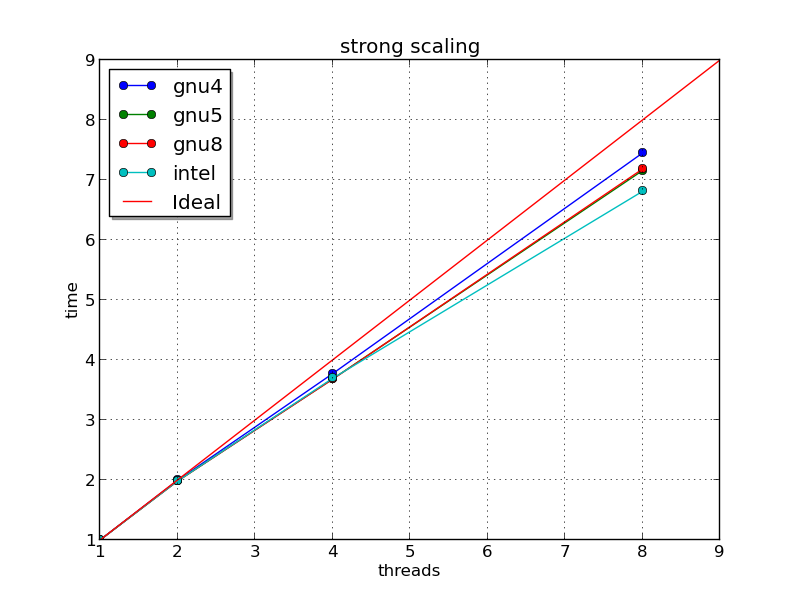 strong scaling
gnu4
gnu5
gnu8
intel
Ideal
time
9
8
7
6
5
4
3
2
1
1 2 3 4 5 6 7 8 9
threads